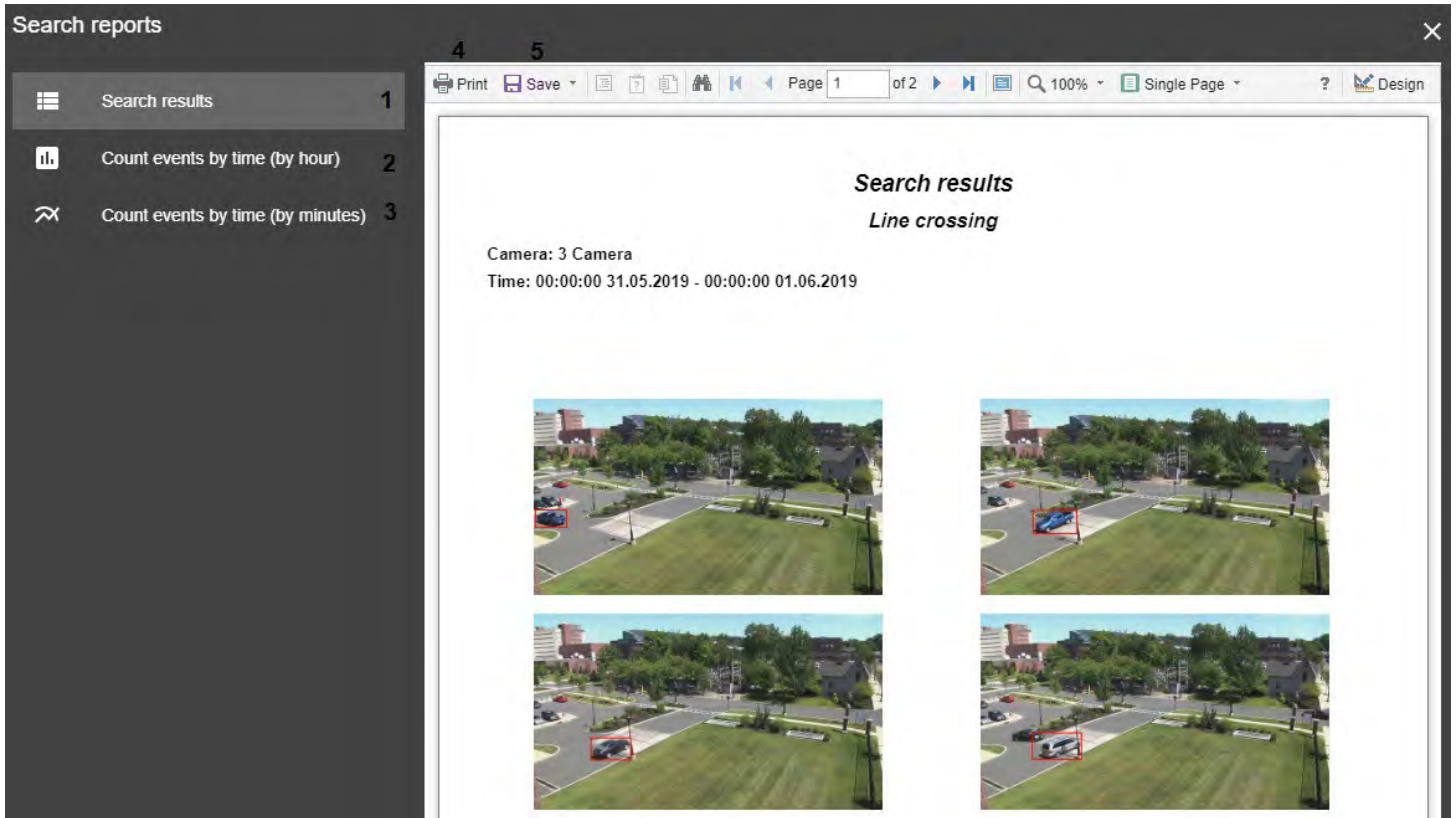 Search reports
4 5
Print Save Page 1 of 2 100% Single Page ? Design
Search results 1
Count events by time (by hour) 2
Count events by time (by minutes) 3
Search results
Line crossing
Camera: 3 Camera
Time: 00:00:00 31.05.2019 - 00:00:00 01.06.2019